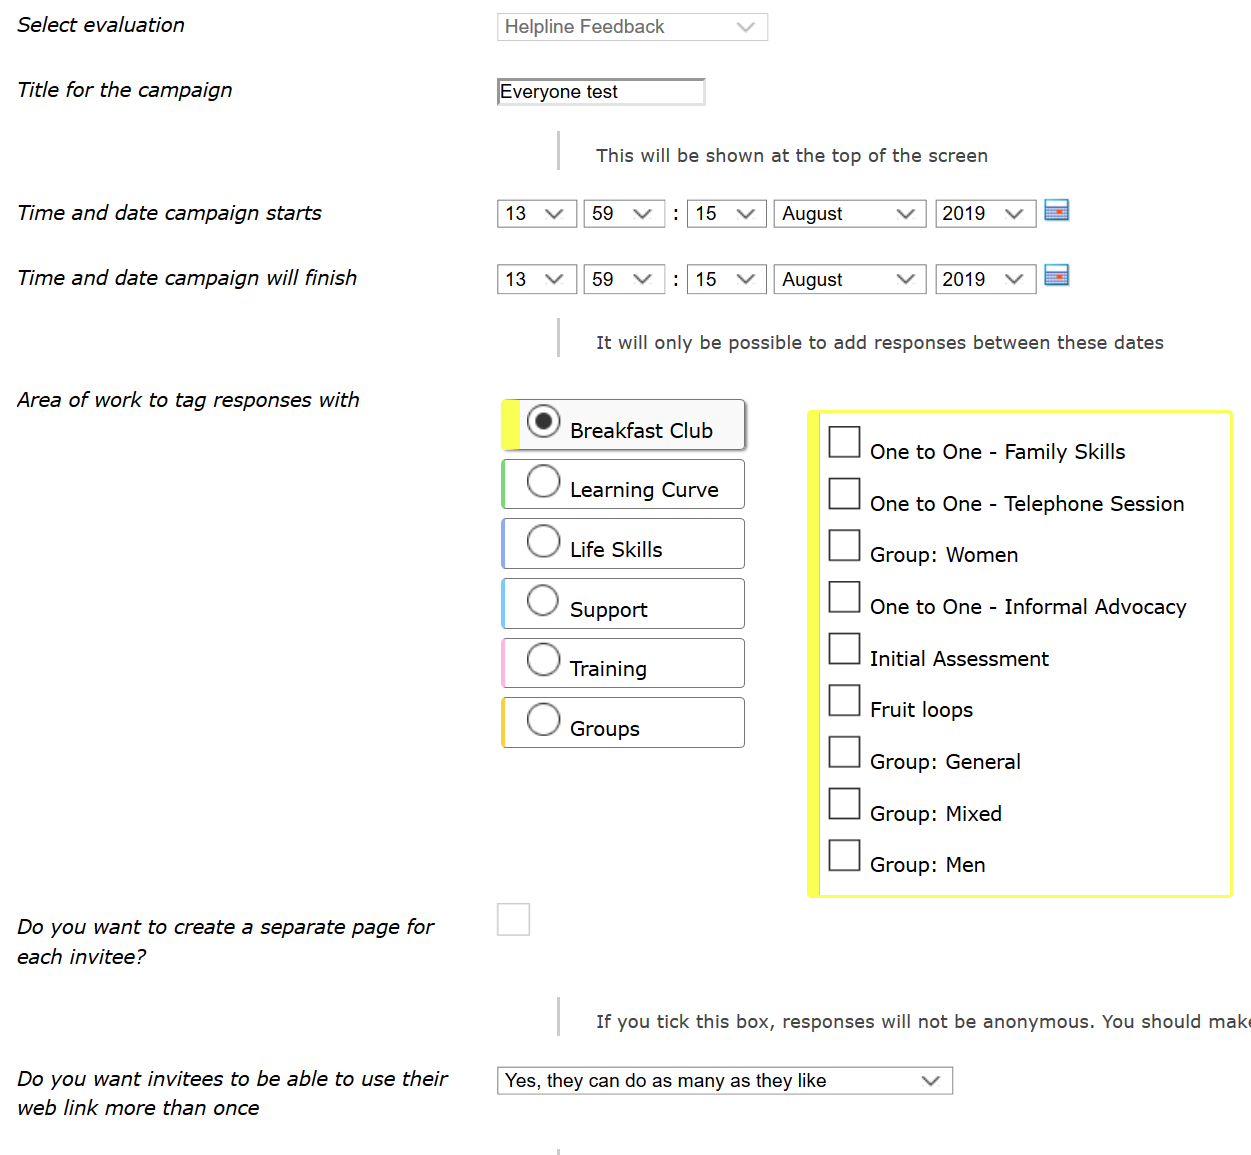 Select evaluation
Helpline Feedback
Title for the campaign
Everyone test
This will be shown at the top of the screen
Time and date campaign starts
13 59 : 15 August 2019
Time and date campaign will finish
13 59 : 15 August 2019
It will only be possible to add responses between these dates
Area of work to tag responses with
Breakfast Club
Learning Curve
Life Skills
Support
Training
Groups
One to One - Family Skills
One to One - Telephone Session
Group: Women
One to One - Informal Advocacy
Initial Assessment
Fruit loops
Group: General
Group: Mixed
Group: Men
Do you want to create a separate page for
each invitee?
If you tick this box, responses will not be anonymous. You should make
Do you want invitees to be able to use their
web link more than once
Yes, they can do as many as they like